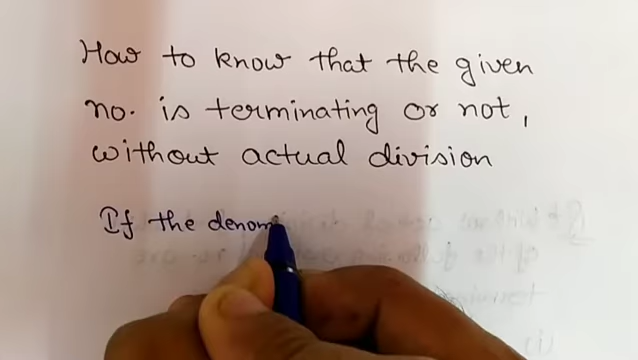 How to know that the given
no. is terminating or not,
without actual division
If the denom